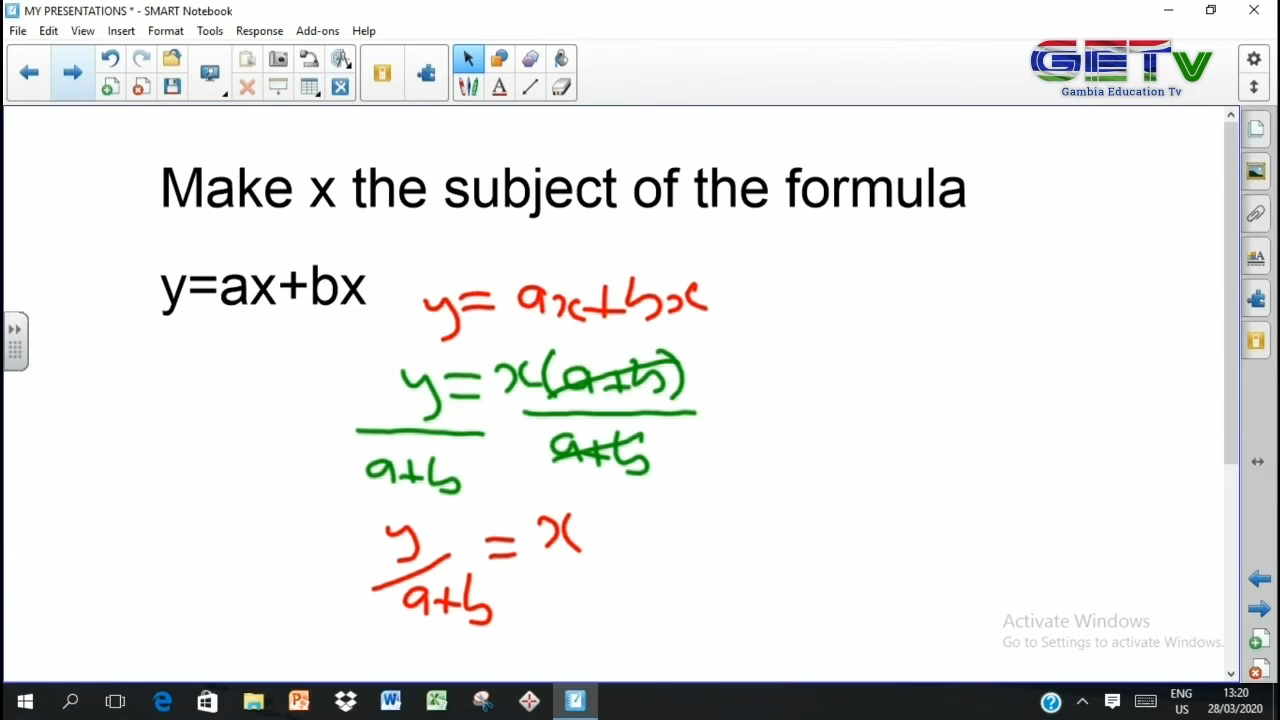 MY PRESENTATIONS * - SMART Notebook
File Edit View Insert Format Tools Response Add-ons Help
GETV
Gambia Education Tv
Make x the subject of the formula
y=ax+bx
y = ax+bx
y = x(a+b)
a+b a+b
y = x
a+b
Activate Windows
Go to Settings to activate Windows.
ENG 13:20
US 28/03/2020